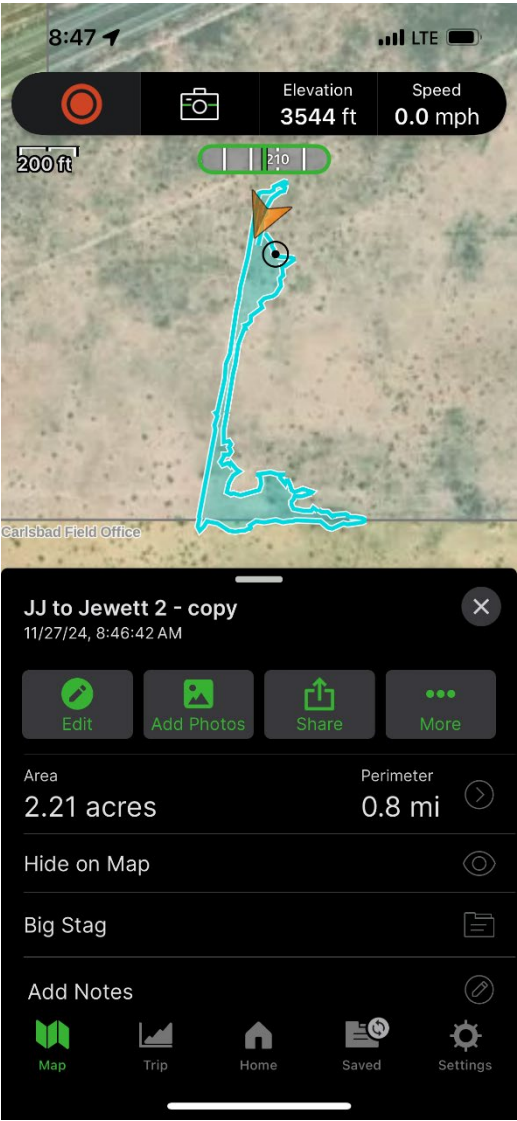 8:47
LTE
Elevation
3544 ft
Speed
0.0 mph
200 ft
210
Carlsbad Field Office
JJ to Jewett 2 - copy
11/27/24, 8:46:42 AM
Edit
Add Photos
Share
More
Area
2.21 acres
Perimeter
0.8 mi
Hide on Map
Big Stag
Add Notes
Map
Trip
Home
Saved
Settings